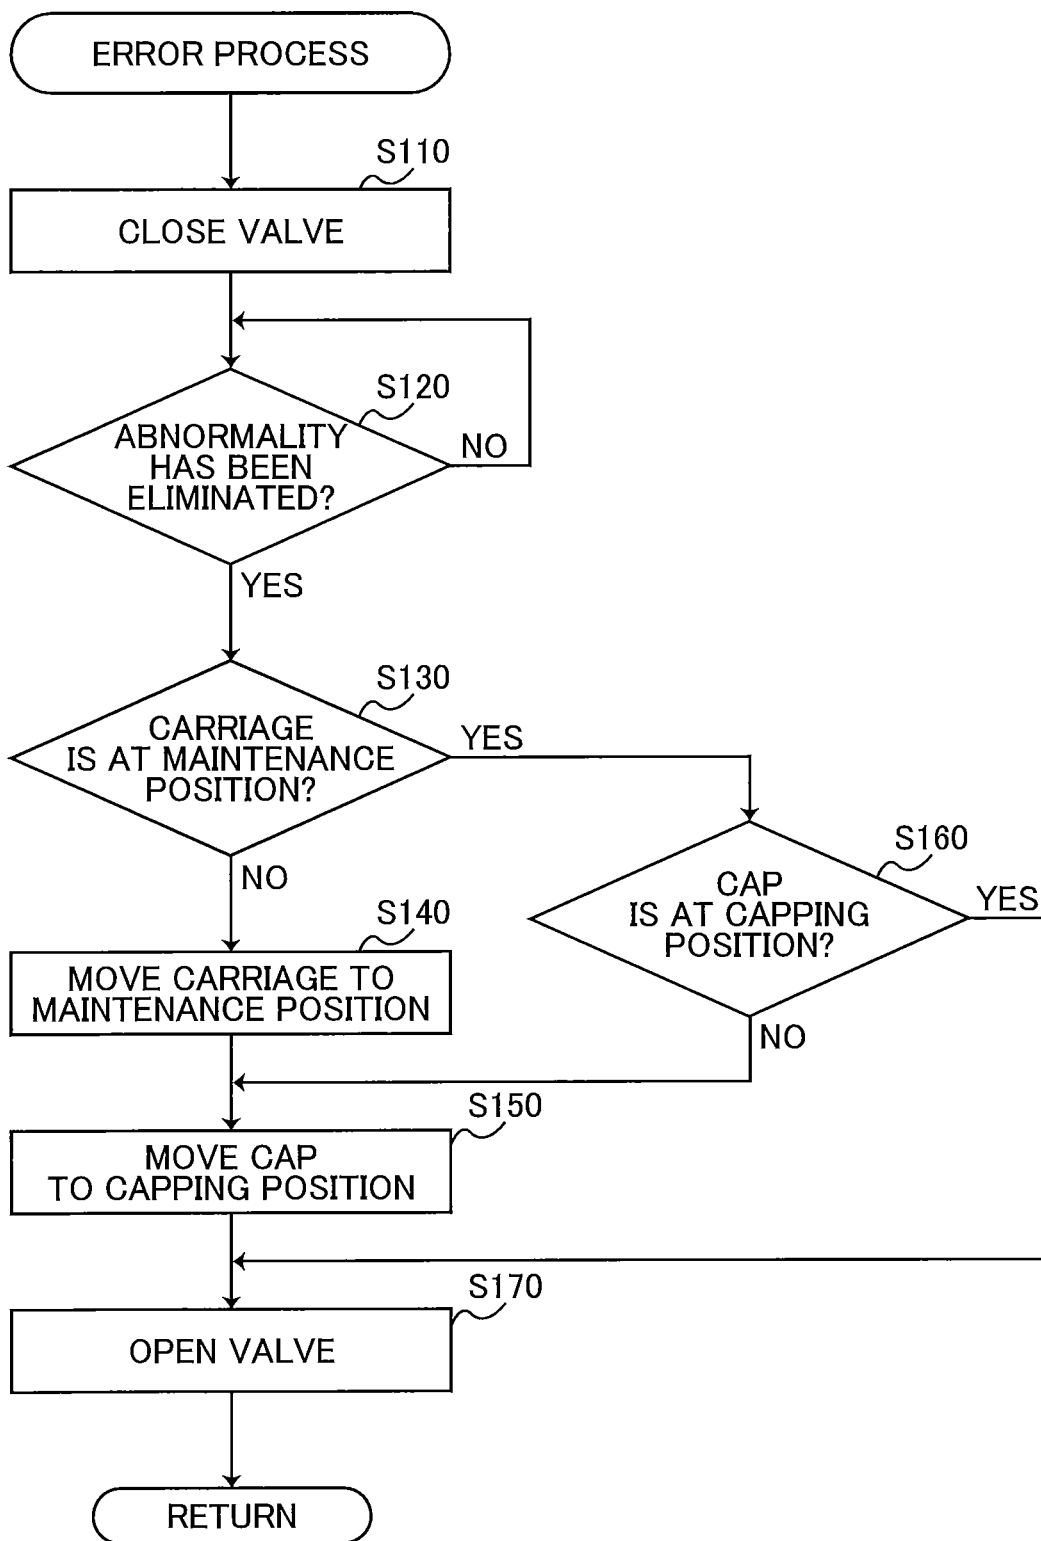 ERROR PROCESS
S110
CLOSE VALVE
S120
ABNORMALITY
HAS BEEN
ELIMINATED?
NO
YES
S130
CARRIAGE
IS AT MAINTENANCE
POSITION?
YES
NO
S160
CAP
IS AT CAPPING
POSITION?
YES
NO
S140
MOVE CARRIAGE TO
MAINTENANCE POSITION
S150
MOVE CAP
TO CAPPING POSITION
S170
OPEN VALVE
RETURN